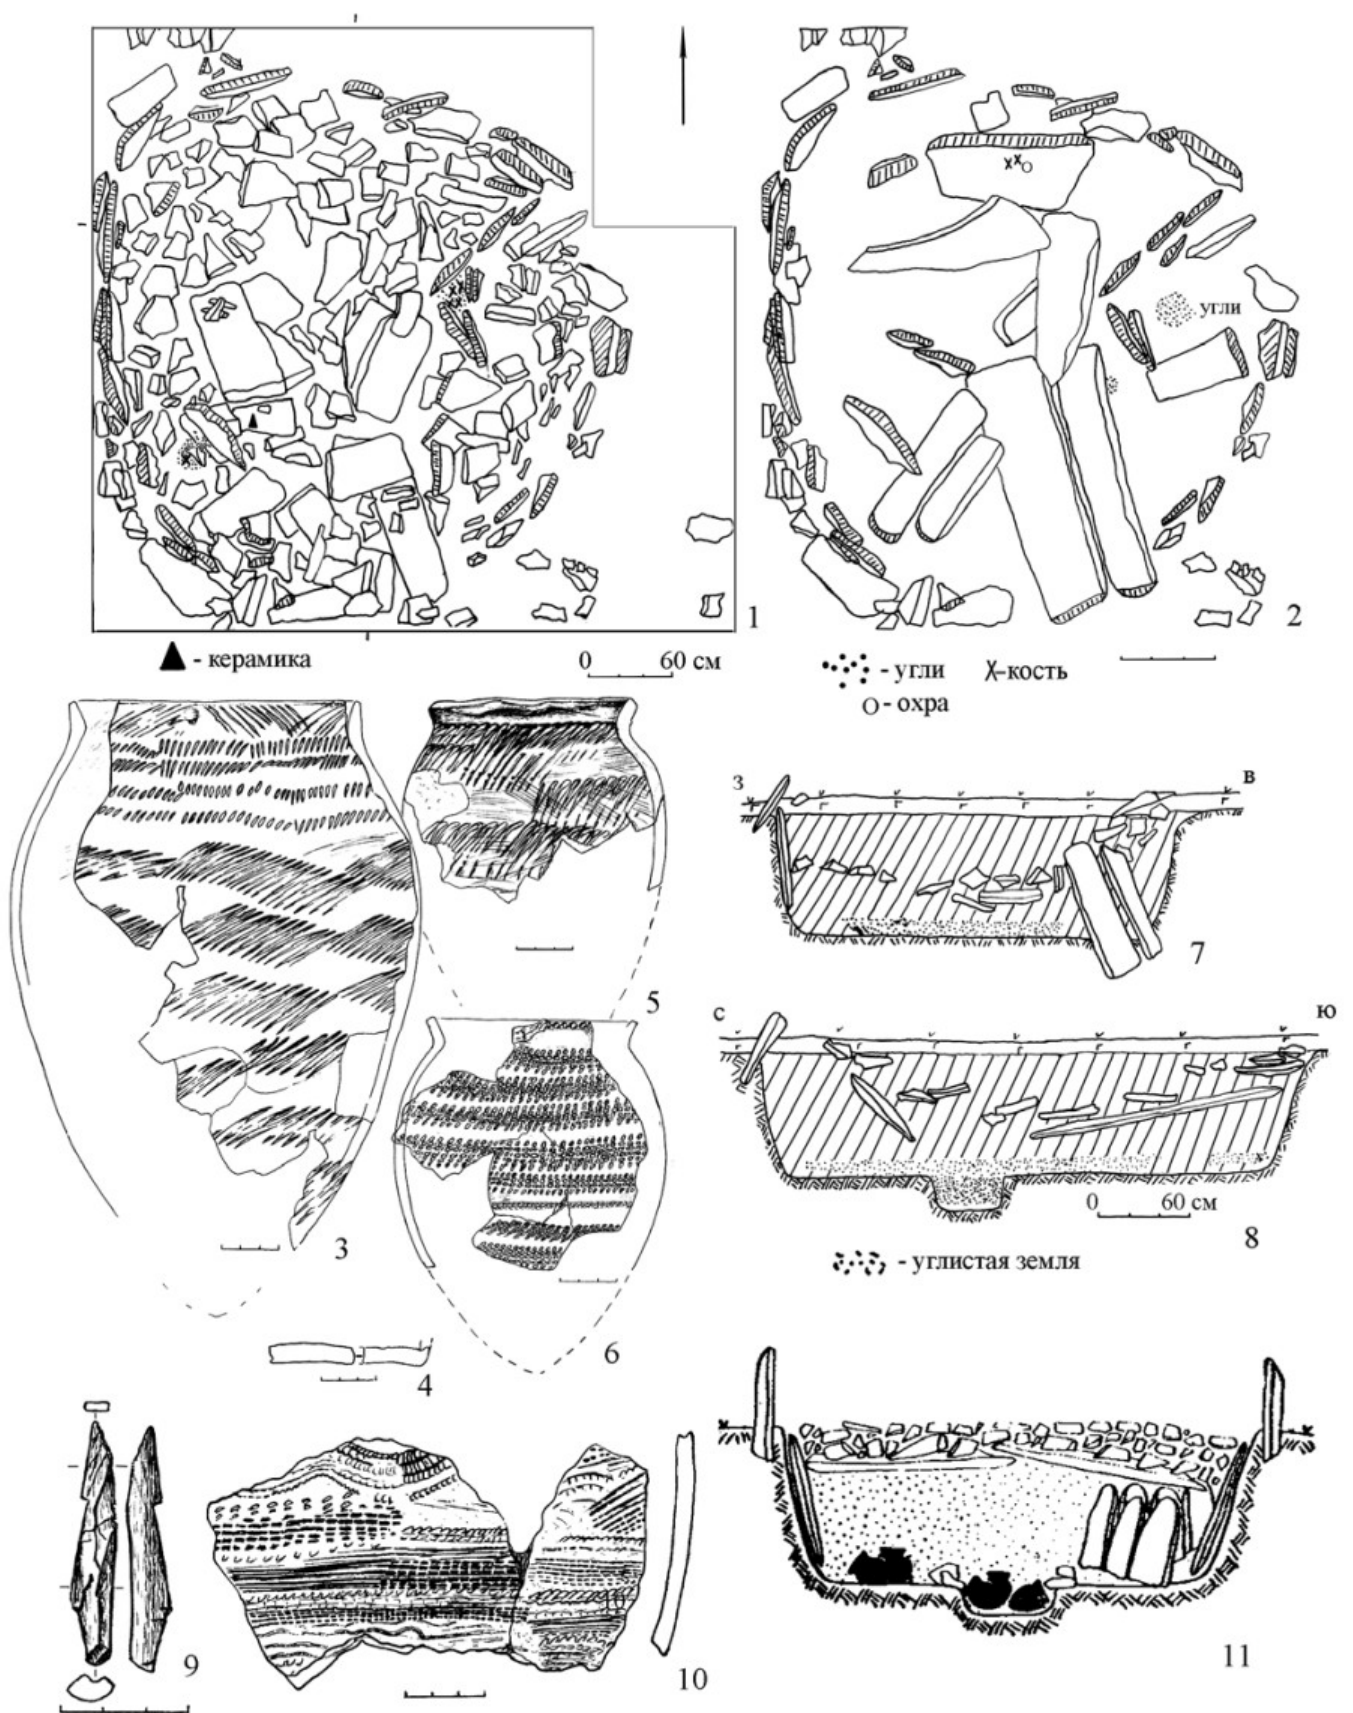 угли
1
2
▲ - керамика
0 60 см
- угли X-кость
О - охра
з в
7
с ю
0 60 см
8
- углистая земля
3
5
6
4
9
10
11